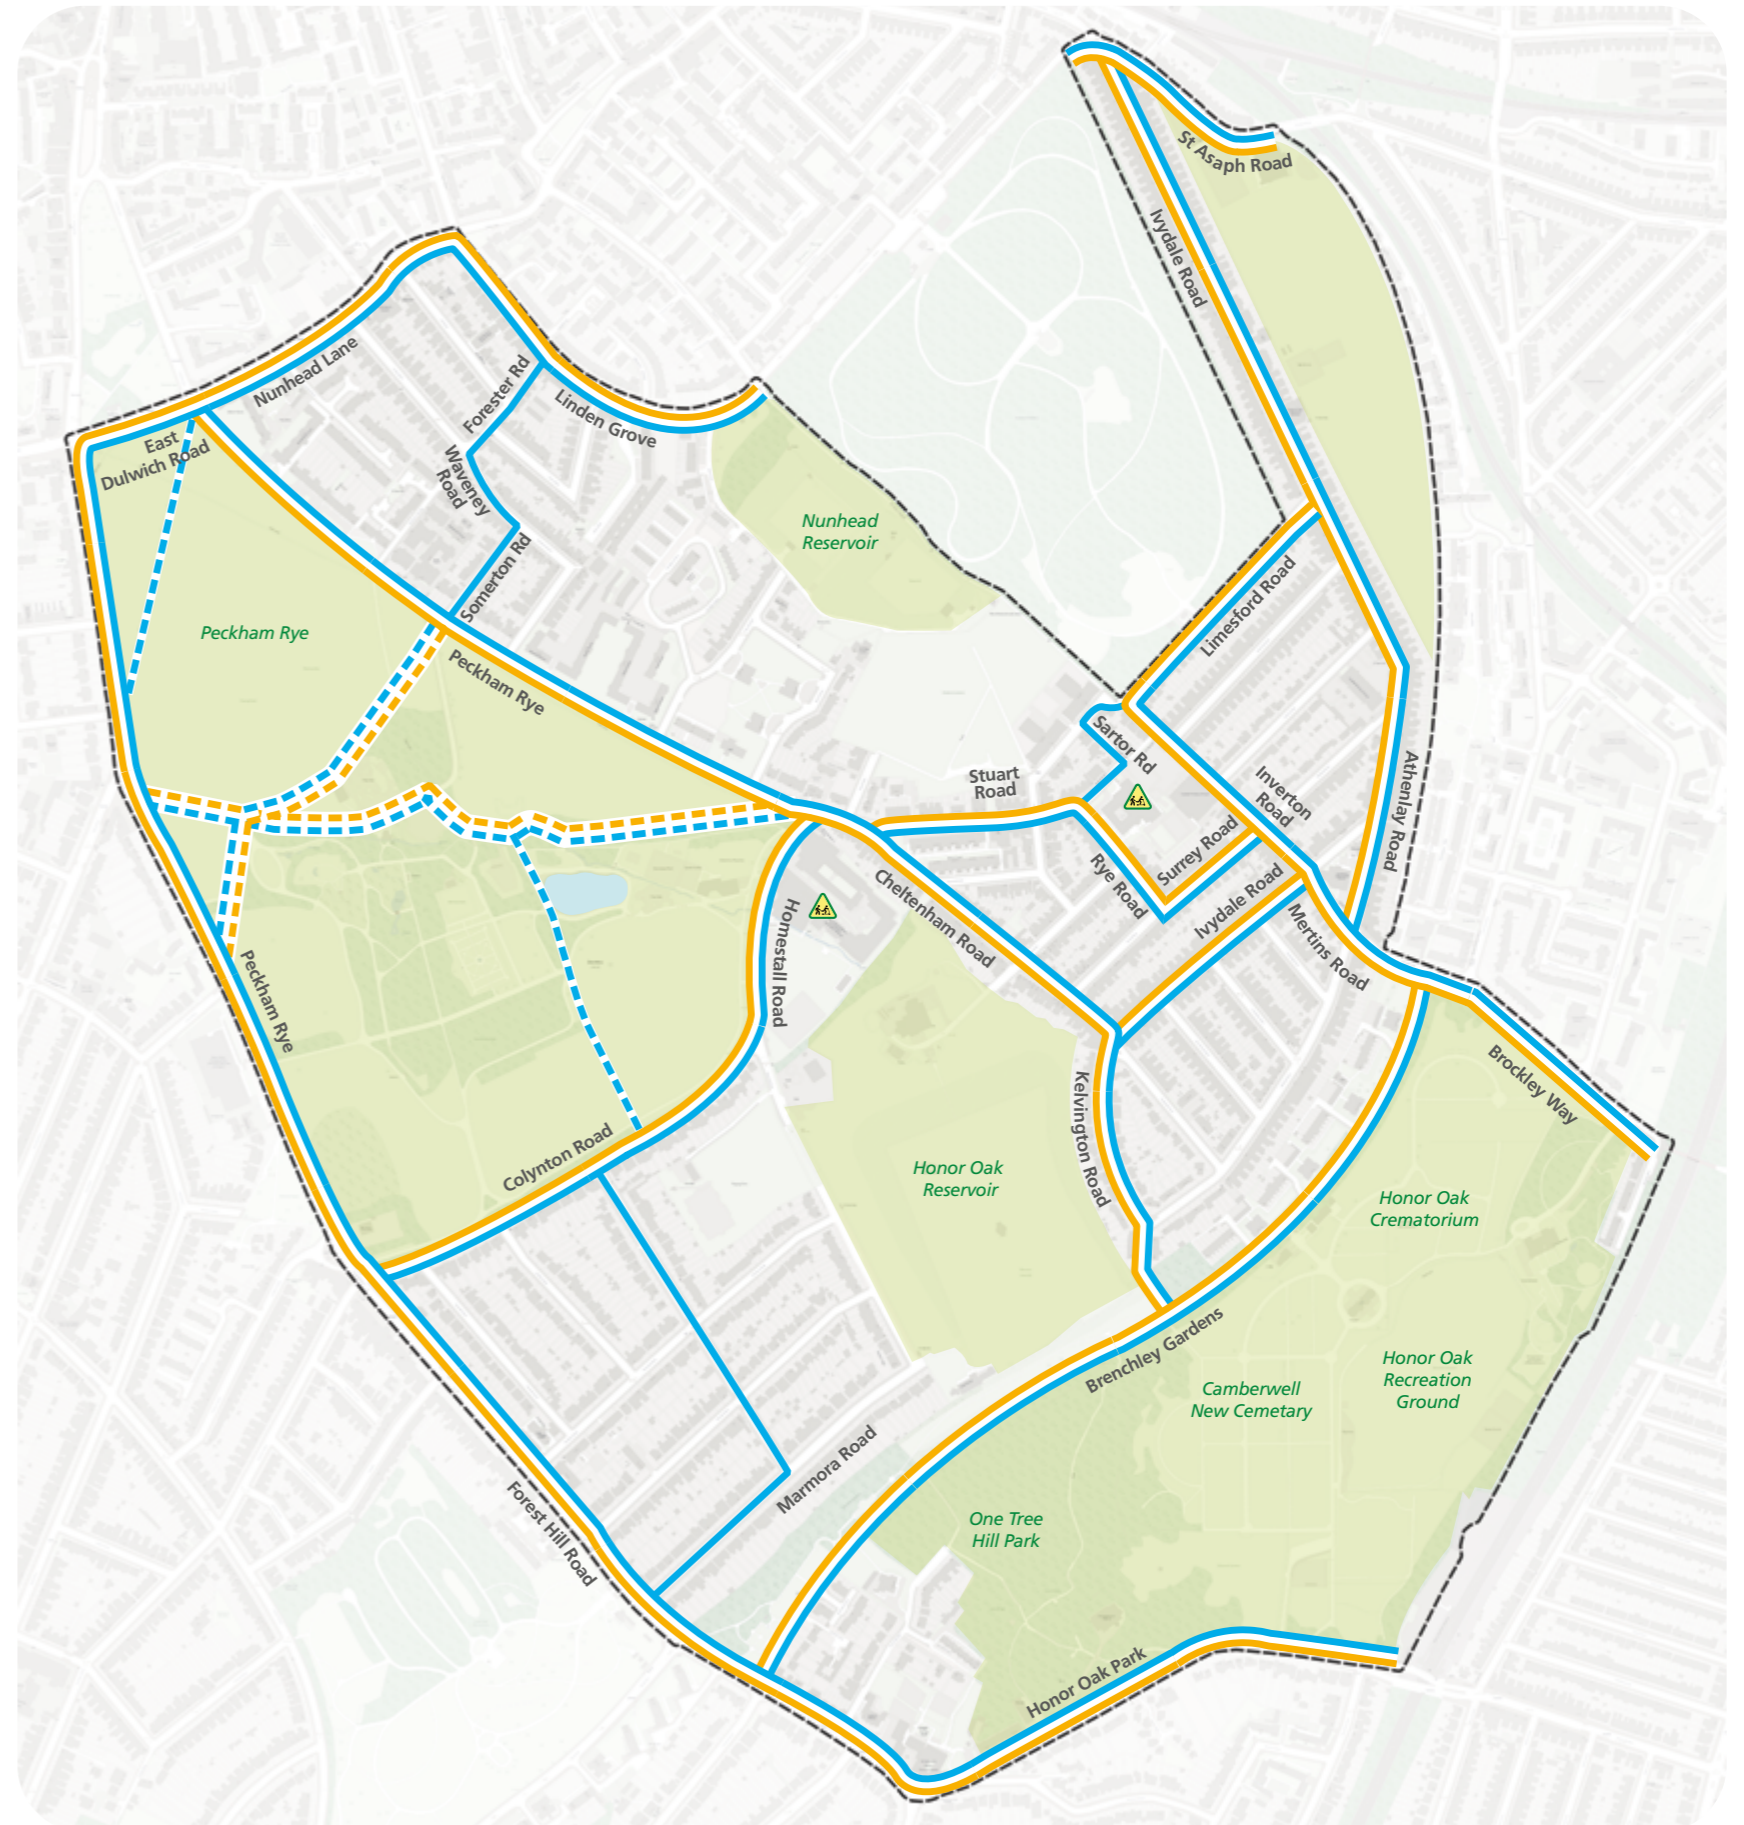 St Asaph Road
Ivydale Road
Nunhead Lane
Forester Rd
Linden Grove
East
Dulwich Road
Waveney
Road
Nunhead
Reservoir
Somerton Rd
Limesford Road
Peckham Rye
Peckham Rye
Sartor Rd
Stuart
Road
Inverton
Road
Athenlay Road
Surrey Road
Rye Road
Ivydale Road
Cheltenham Road
Mertins Road
Homestall Road
Peckham Rye
Brockley Way
Kelvington Road
Colynton Road
Honor Oak
Reservoir
Honor Oak
Crematorium
Brenchley Gardens
Honor Oak
Recreation
Ground
Camberwell
New Cemetary
Marmora Road
Forest Hill Road
One Tree
Hill Park
Honor Oak Park